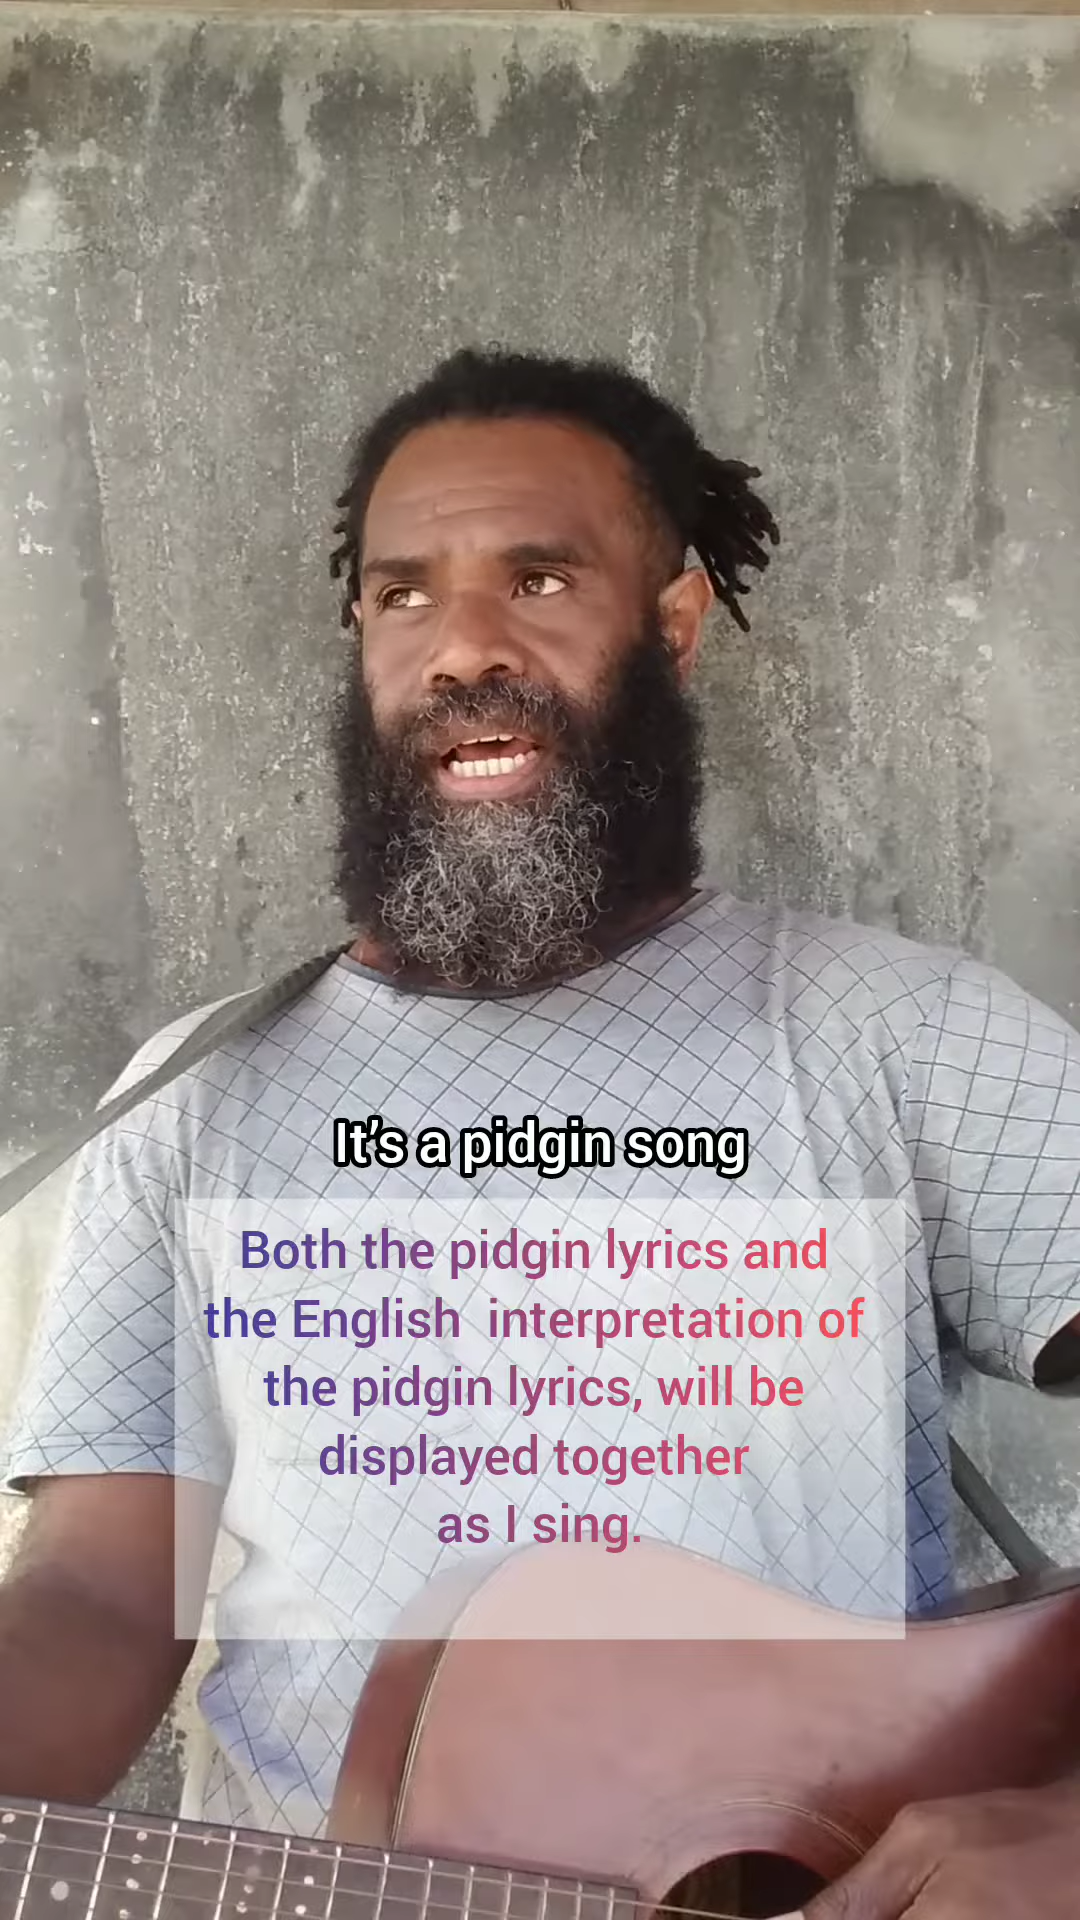 It's a pidgin song
Both the pidgin lyrics and
the English interpretation of
the pidgin lyrics, will be
displayed together
as I sing.